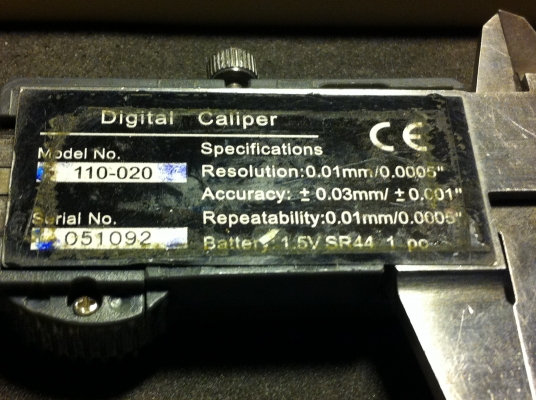 Digital Caliper
CE
Model No.
110-020
Serial No.
051092
Specifications
Resolution:0.01mm/0.0005"
Accuracy: ± 0.03mm/ ± 0.001"
Repeatability:0.01mm/0.0005"
Battery: 1.5V SR44 1